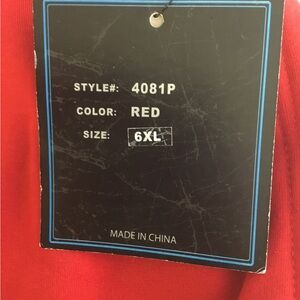 STYLE#: 4081P
COLOR: RED
SIZE: 6XL
MADE IN CHINA